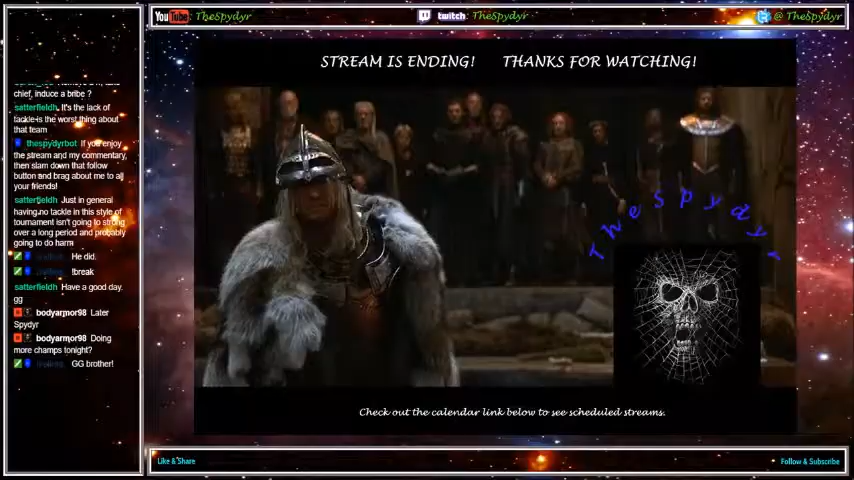 YouTube TheSpydyr
twitch TheSpydyr
@ TheSpydyr
STREAM IS ENDING! THANKS FOR WATCHING!
chief, induce a bribe ?
satterfieldh It's the lack of
tackle is the worst thing about
that team
thespydyrbot If you enjoy
the stream and my commentary,
then slam down that follow
button and brag about me to all
your friends!
satterfieldh Just in general
having no tackle in this style of
tournament isn't going to strong
over a long period and probably
going to do harm
He did.
!break
satterfieldh Have a good day.
gg
bodyarmor98 Later
Spydyr
bodyarmor98 Doing
more champs tonight?
GG brother!
TheSpydyr
Check out the calendar link below to see scheduled streams.
Like & Share
Follow & Subscribe